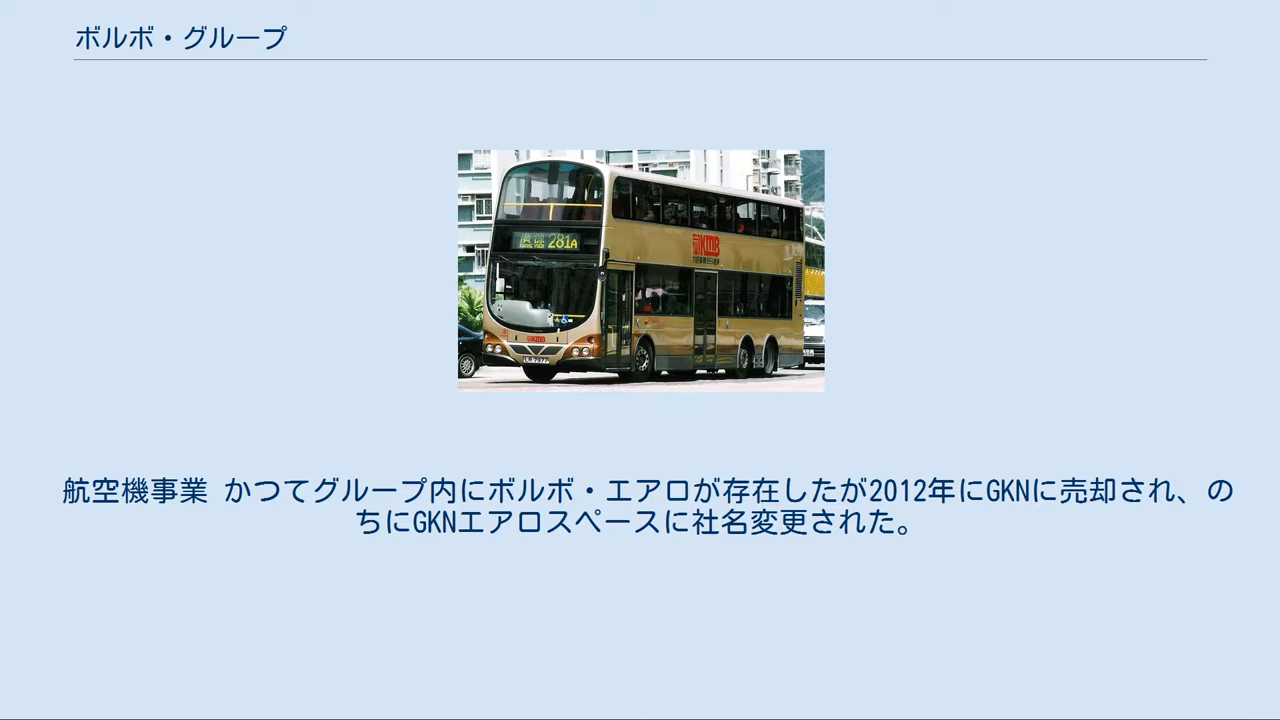 ボルボ・グループ
281A
KMB
KMB
航空機事業 かつてグループ内にボルボ・エアロが存在したが2012年にGKNに売却され、の
ちにGKNエアロスペースに社名変更された。